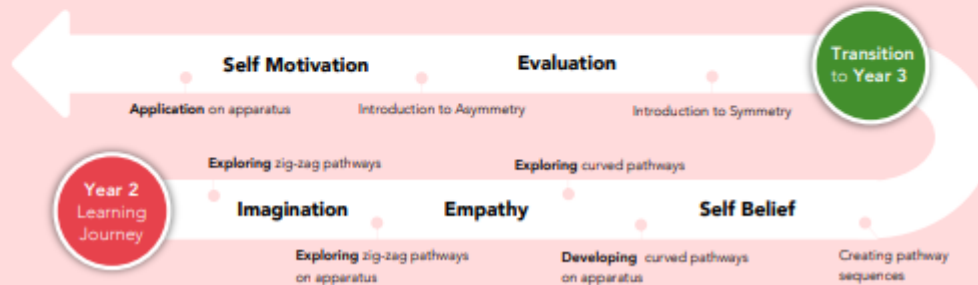 Self Motivation
Evaluation
Transition
to Year 3
Application on apparatus
Introduction to Asymmetry
Introduction to Symmetry
Exploring zig-zag pathways
Exploring curved pathways
Year 2
Learning
Journey
Imagination
Empathy
Self Belief
Exploring zig-zag pathways
on apparatus
Developing curved pathways
on apparatus
Creating pathway
sequences